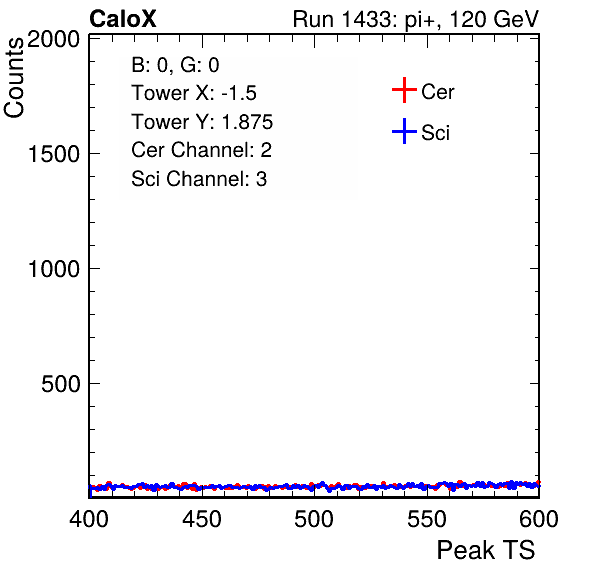 CaloX Run 1433: pi+, 120 GeV
Counts
2000
1500
1000
500
B: 0, G: 0
Tower X: -1.5
Tower Y: 1.875
Cer Channel: 2
Sci Channel: 3
Cer
Sci
400 450 500 550 600
Peak TS